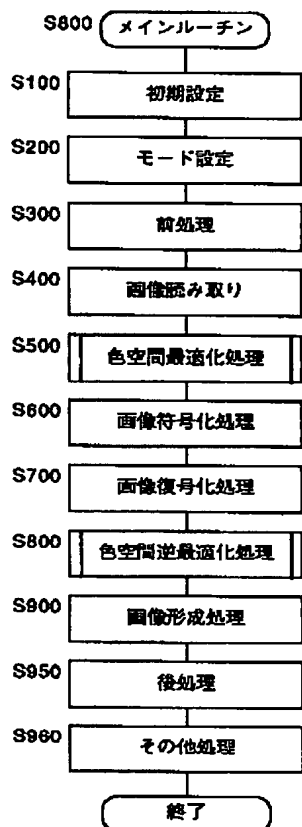 S800 メインルーチン
S100 初期設定
S200 モード設定
S300 前処理
S400 画像読み取り
S500 色空間最適化処理
S600 画像符号化処理
S700 画像復号化処理
S800 色空間逆最適化処理
S900 画像形成処理
S950 後処理
S960 その他処理
終了